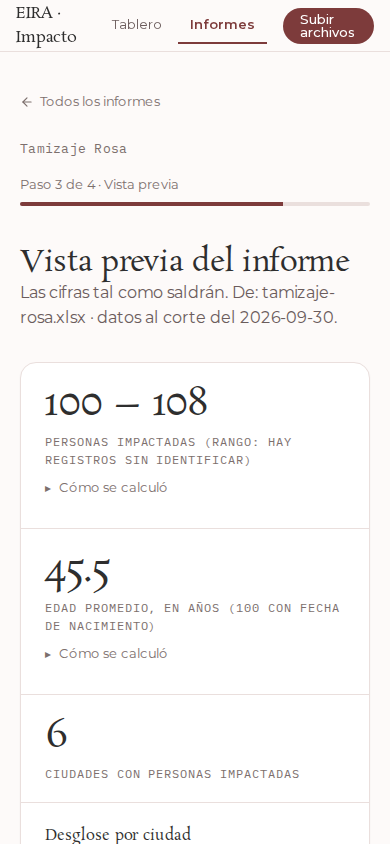 EIRA ·
Impacto
Tablero
Informes
Subir
archivos
← Todos los informes
Tamizaje Rosa
Paso 3 de 4 · Vista previa
Vista previa del informe
Las cifras tal como saldrán. De: tamizaje-
rosa.xlsx · datos al corte del 2026-09-30.
100 – 108
PERSONAS IMPACTADAS (RANGO: HAY
REGISTROS SIN IDENTIFICAR)
▸ Cómo se calculó
45.5
EDAD PROMEDIO, EN AÑOS (100 CON FECHA
DE NACIMIENTO)
▸ Cómo se calculó
6
CIUDADES CON PERSONAS IMPACTADAS
Desglose por ciudad